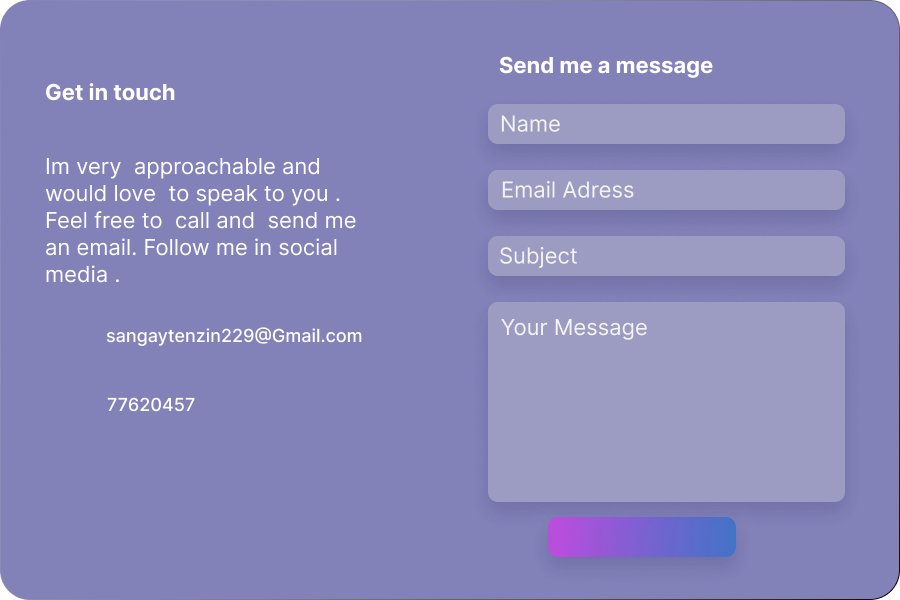 Get in touch
Im very  approachable and
would love  to speak to you .
Feel free to  call and  send me
an email. Follow me in social
media .
sangaytenzin229@Gmail.com
77620457
Send me a message
Name
Email Adress
Subject
Your Message